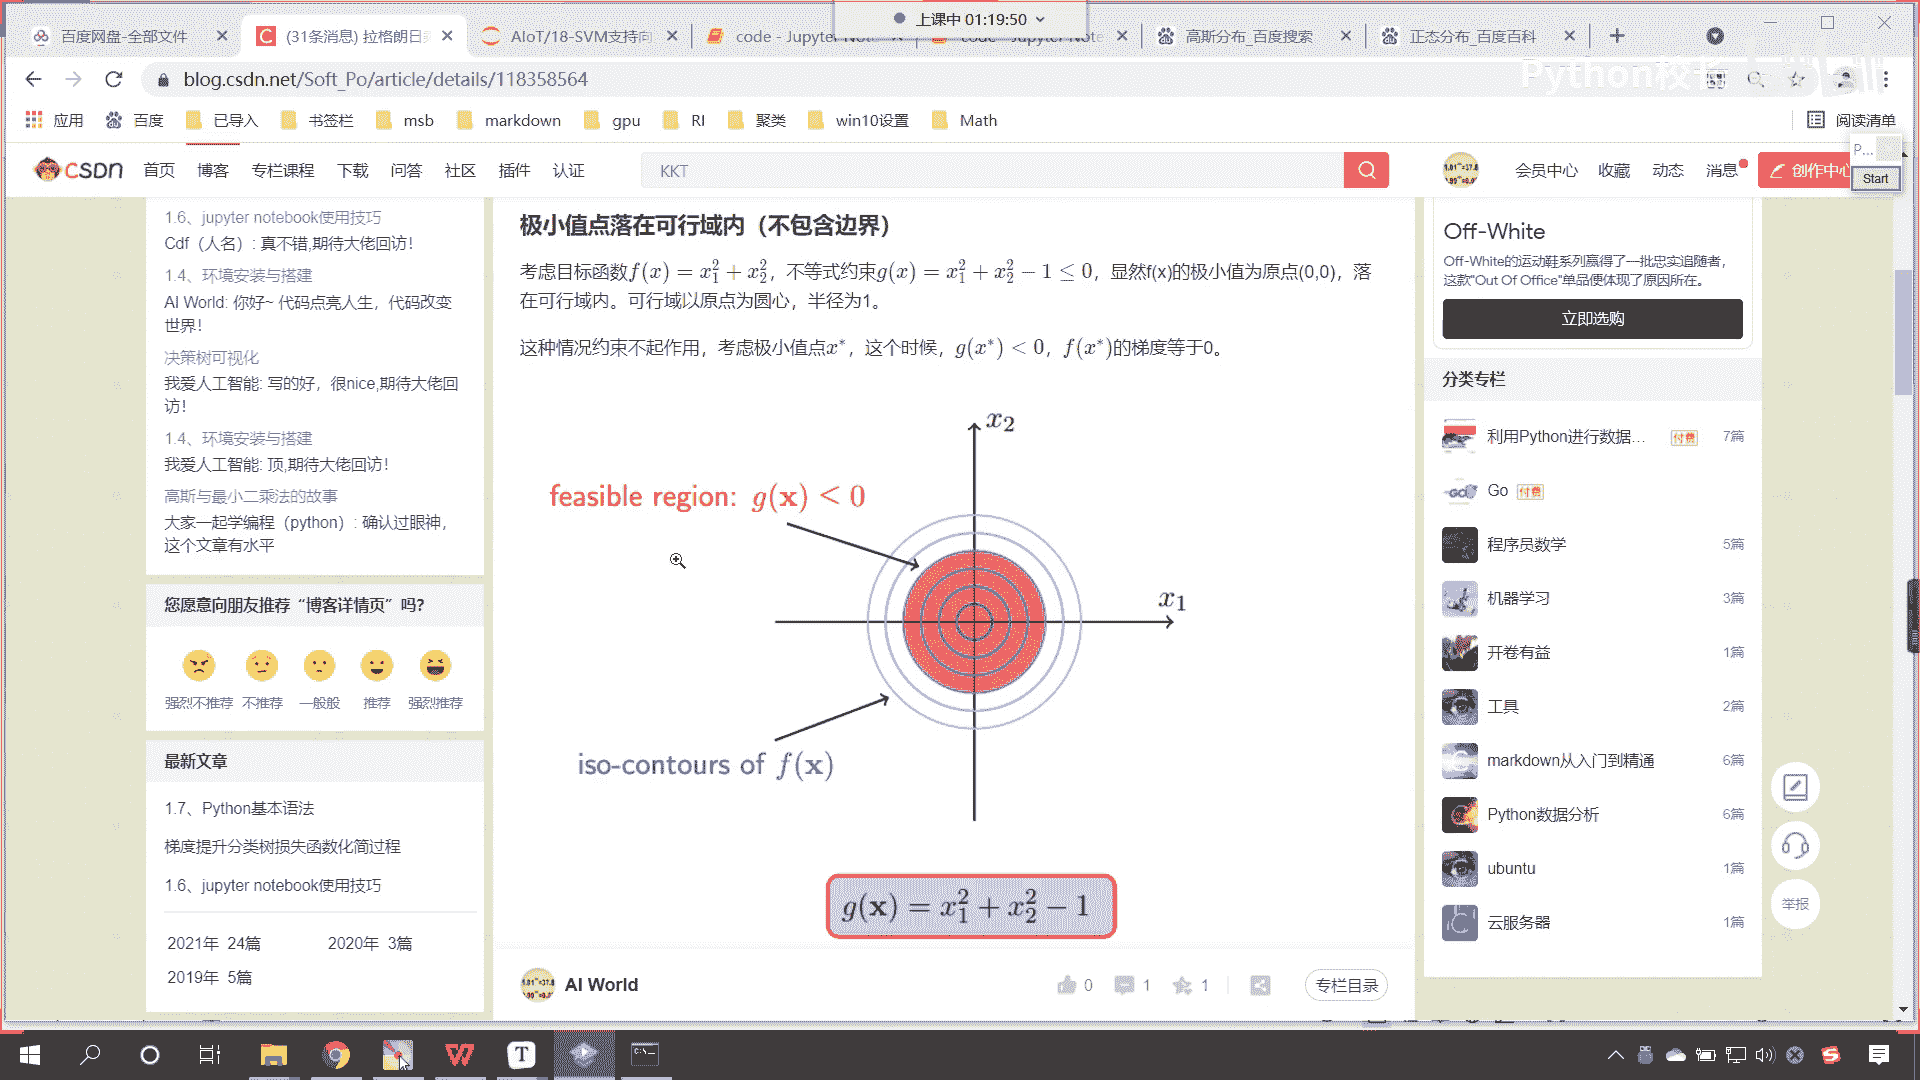 上课中 01:19:50
百度网盘-全部文件
(31条消息) 拉格朗日
AIoT/18-SVM支持向
code - Jupyter Note
code - Jupyter Note
高斯分布_百度搜索
正态分布_百度百科
blog.csdn.net/Soft_Po/article/details/118358564
应用 百度 已导入 书签栏 msb markdown gpu RI 聚类 win10设置 Math 阅读清单
P...
Start
CSDN 首页 博客 专栏课程 下载 问答 社区 插件 认证 KKT 会员中心 收藏 动态 消息 创作中心
1.6、jupyter notebook使用技巧
Cdf（人名）: 真不错,期待大佬回访!
1.4、环境安装与搭建
AI World: 你好~ 代码点亮人生，代码改变
世界!
决策树可视化
我爱人工智能: 写的好，很nice,期待大佬回
访!
1.4、环境安装与搭建
我爱人工智能: 顶,期待大佬回访!
高斯与最小二乘法的故事
大家一起学编程（python）: 确认过眼神,
这个文章有水平
您愿意向朋友推荐“博客详情页”吗?
强烈不推荐 不推荐 一般般 推荐 强烈推荐
最新文章
1.7、Python基本语法
梯度提升分类树损失函数化简过程
1.6、jupyter notebook使用技巧
2021年 24篇 2020年 3篇
2019年 5篇
极小值点落在可行域内（不包含边界）
考虑目标函数f(x) = x₁² + x₂²，不等式约束g(x) = x₁² + x₂² − 1 ≤ 0，显然f(x)的极小值为原点(0,0)，落
在可行域内。可行域以原点为圆心，半径为1。
这种情况约束不起作用，考虑极小值点x*，这个时候，g(x*) < 0，f(x*)的梯度等于0。
x₂
feasible region: g(x) < 0
x₁
iso-contours of f(x)
g(x) = x₁² + x₂² − 1
AI World 0 1 1 专栏目录
Off-White
Off-White的运动鞋系列赢得了一批忠实追随者，
这款"Out Of Office"单品便体现了原因所在。
立即选购
分类专栏
利用Python进行数据... 付费 7篇
Go 付费
程序员数学 5篇
机器学习 3篇
开卷有益 1篇
工具 2篇
markdown从入门到精通 6篇
Python数据分析 6篇
ubuntu 1篇
云服务器 1篇
举报